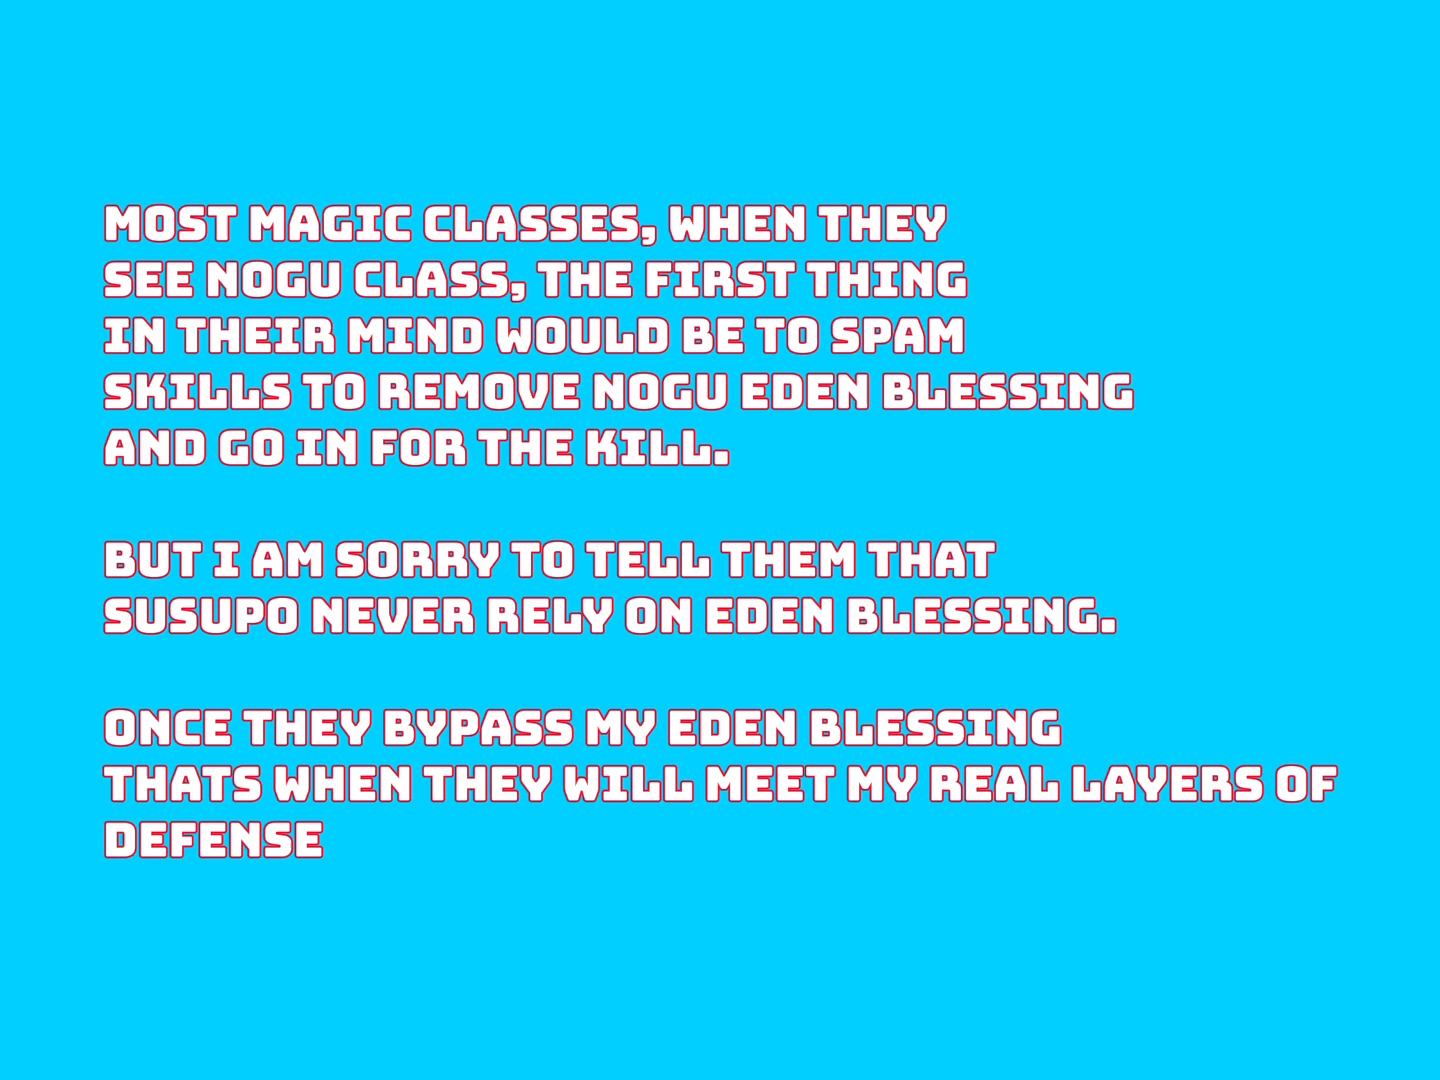 MOST MAGIC CLASSES, WHEN THEY
SEE NOGU CLASS, THE FIRST THING
IN THEIR MIND WOULD BE TO SPAM
SKILLS TO REMOVE NOGU EDEN BLESSING
AND GO IN FOR THE KILL.
BUT I AM SORRY TO TELL THEM THAT
SUSUPO NEVER RELY ON EDEN BLESSING.
ONCE THEY BYPASS MY EDEN BLESSING
THATS WHEN THEY WILL MEET MY REAL LAYERS OF
DEFENSE